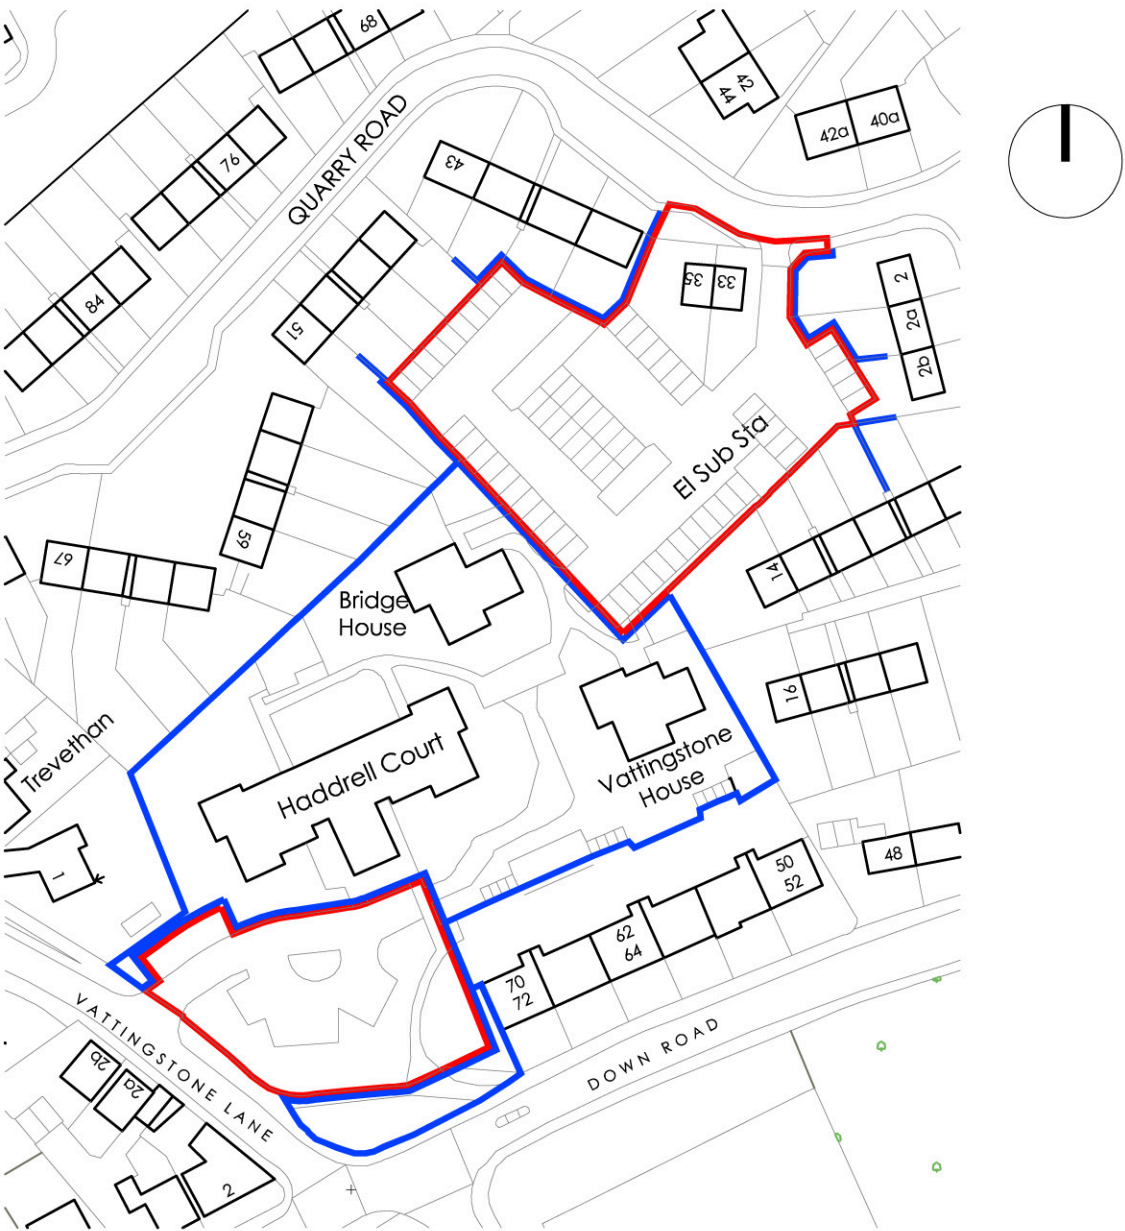 68
42
44
42a
40a
QUARRY ROAD
43
76
84
51
35
33
2
2a
2b
El Sub Sta
59
67
14
Bridge
House
16
Trevethan
Haddrell Court
Vattingstone
House
1
48
50
52
62
64
70
72
VATTINGSTONE LANE
DOWN ROAD
2b
2a
2